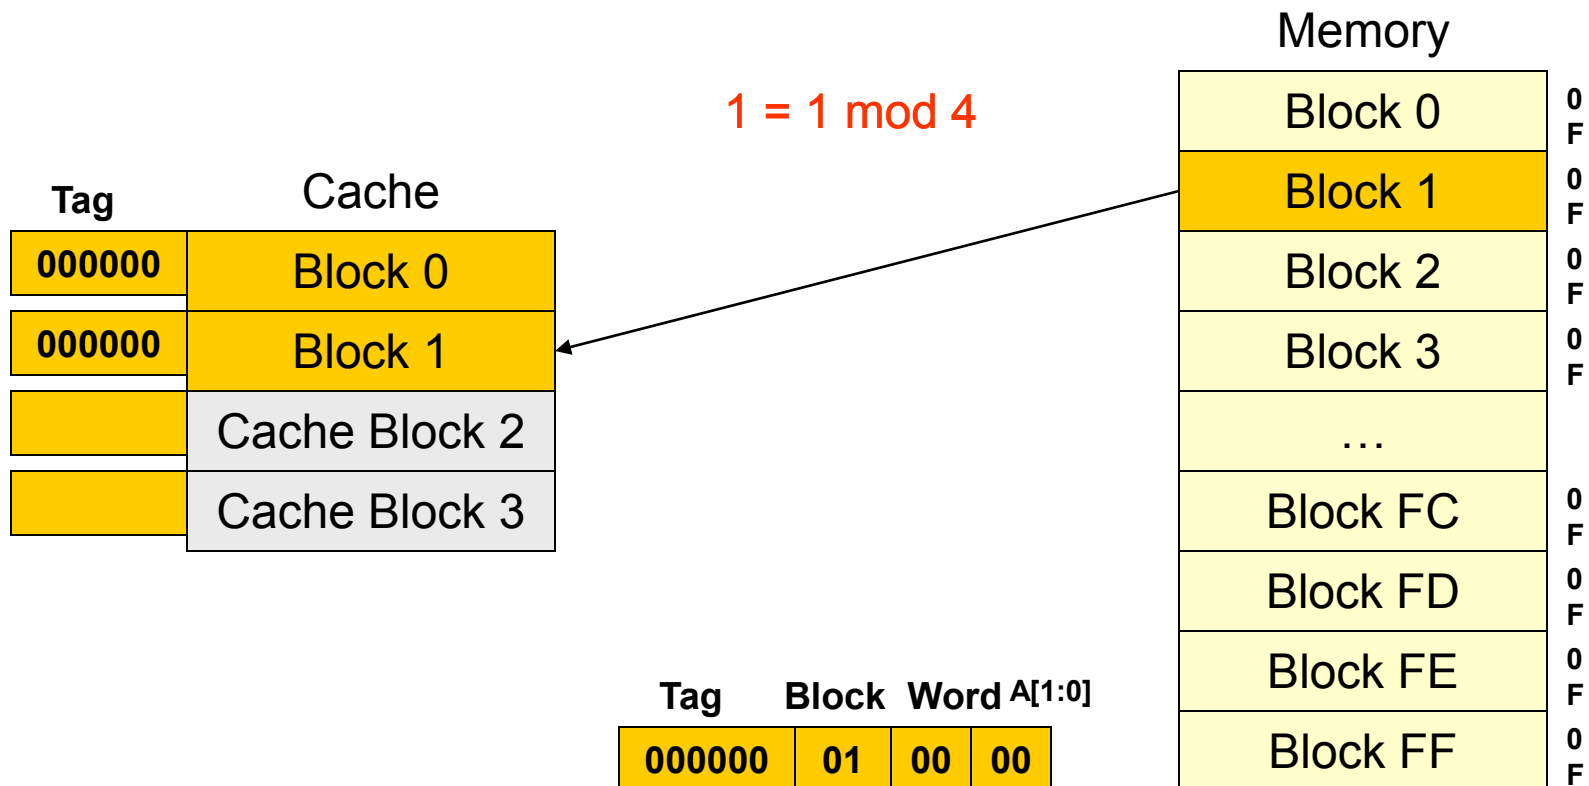 Memory
1 = 1 mod 4
Block 0
0
F
Block 1
0
F
Block 2
0
F
Block 3
0
F
…
Block FC
0
F
Block FD
0
F
Block FE
0
F
Block FF
0
F
Tag Cache
000000 Block 0
000000 Block 1
Cache Block 2
Cache Block 3
Tag Block Word A[1:0]
000000 01 00 00